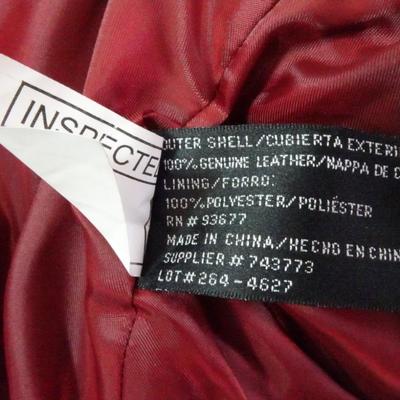 INSPECTE
OUTER SHELL/CUBIERTA EXTERI
100% GENUINE LEATHER/NAPPA DE C
LINING/FORRO:
100% POLYESTER/POLIÉSTER
RN# 93677
MADE IN CHINA./HECHO EN CHIN
SUPPLIER # 743773
LOT# 264-4627